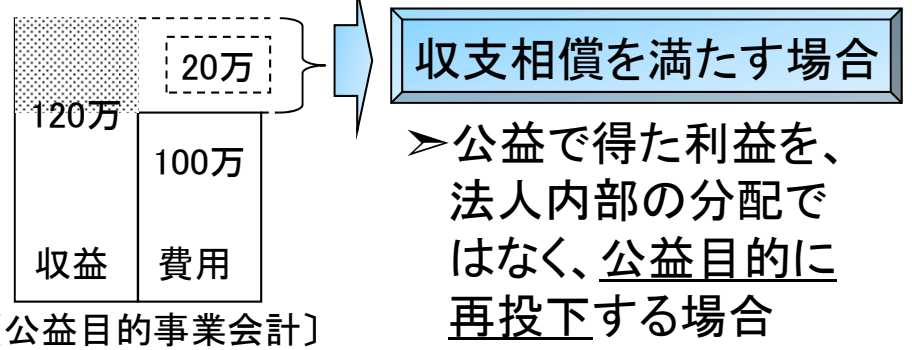 20万
120万
100万
収益
費用
〔公益目的事業会計〕
収支相償を満たす場合
➢公益で得た利益を、
法人内部の分配で
はなく、公益目的に
再投下する場合